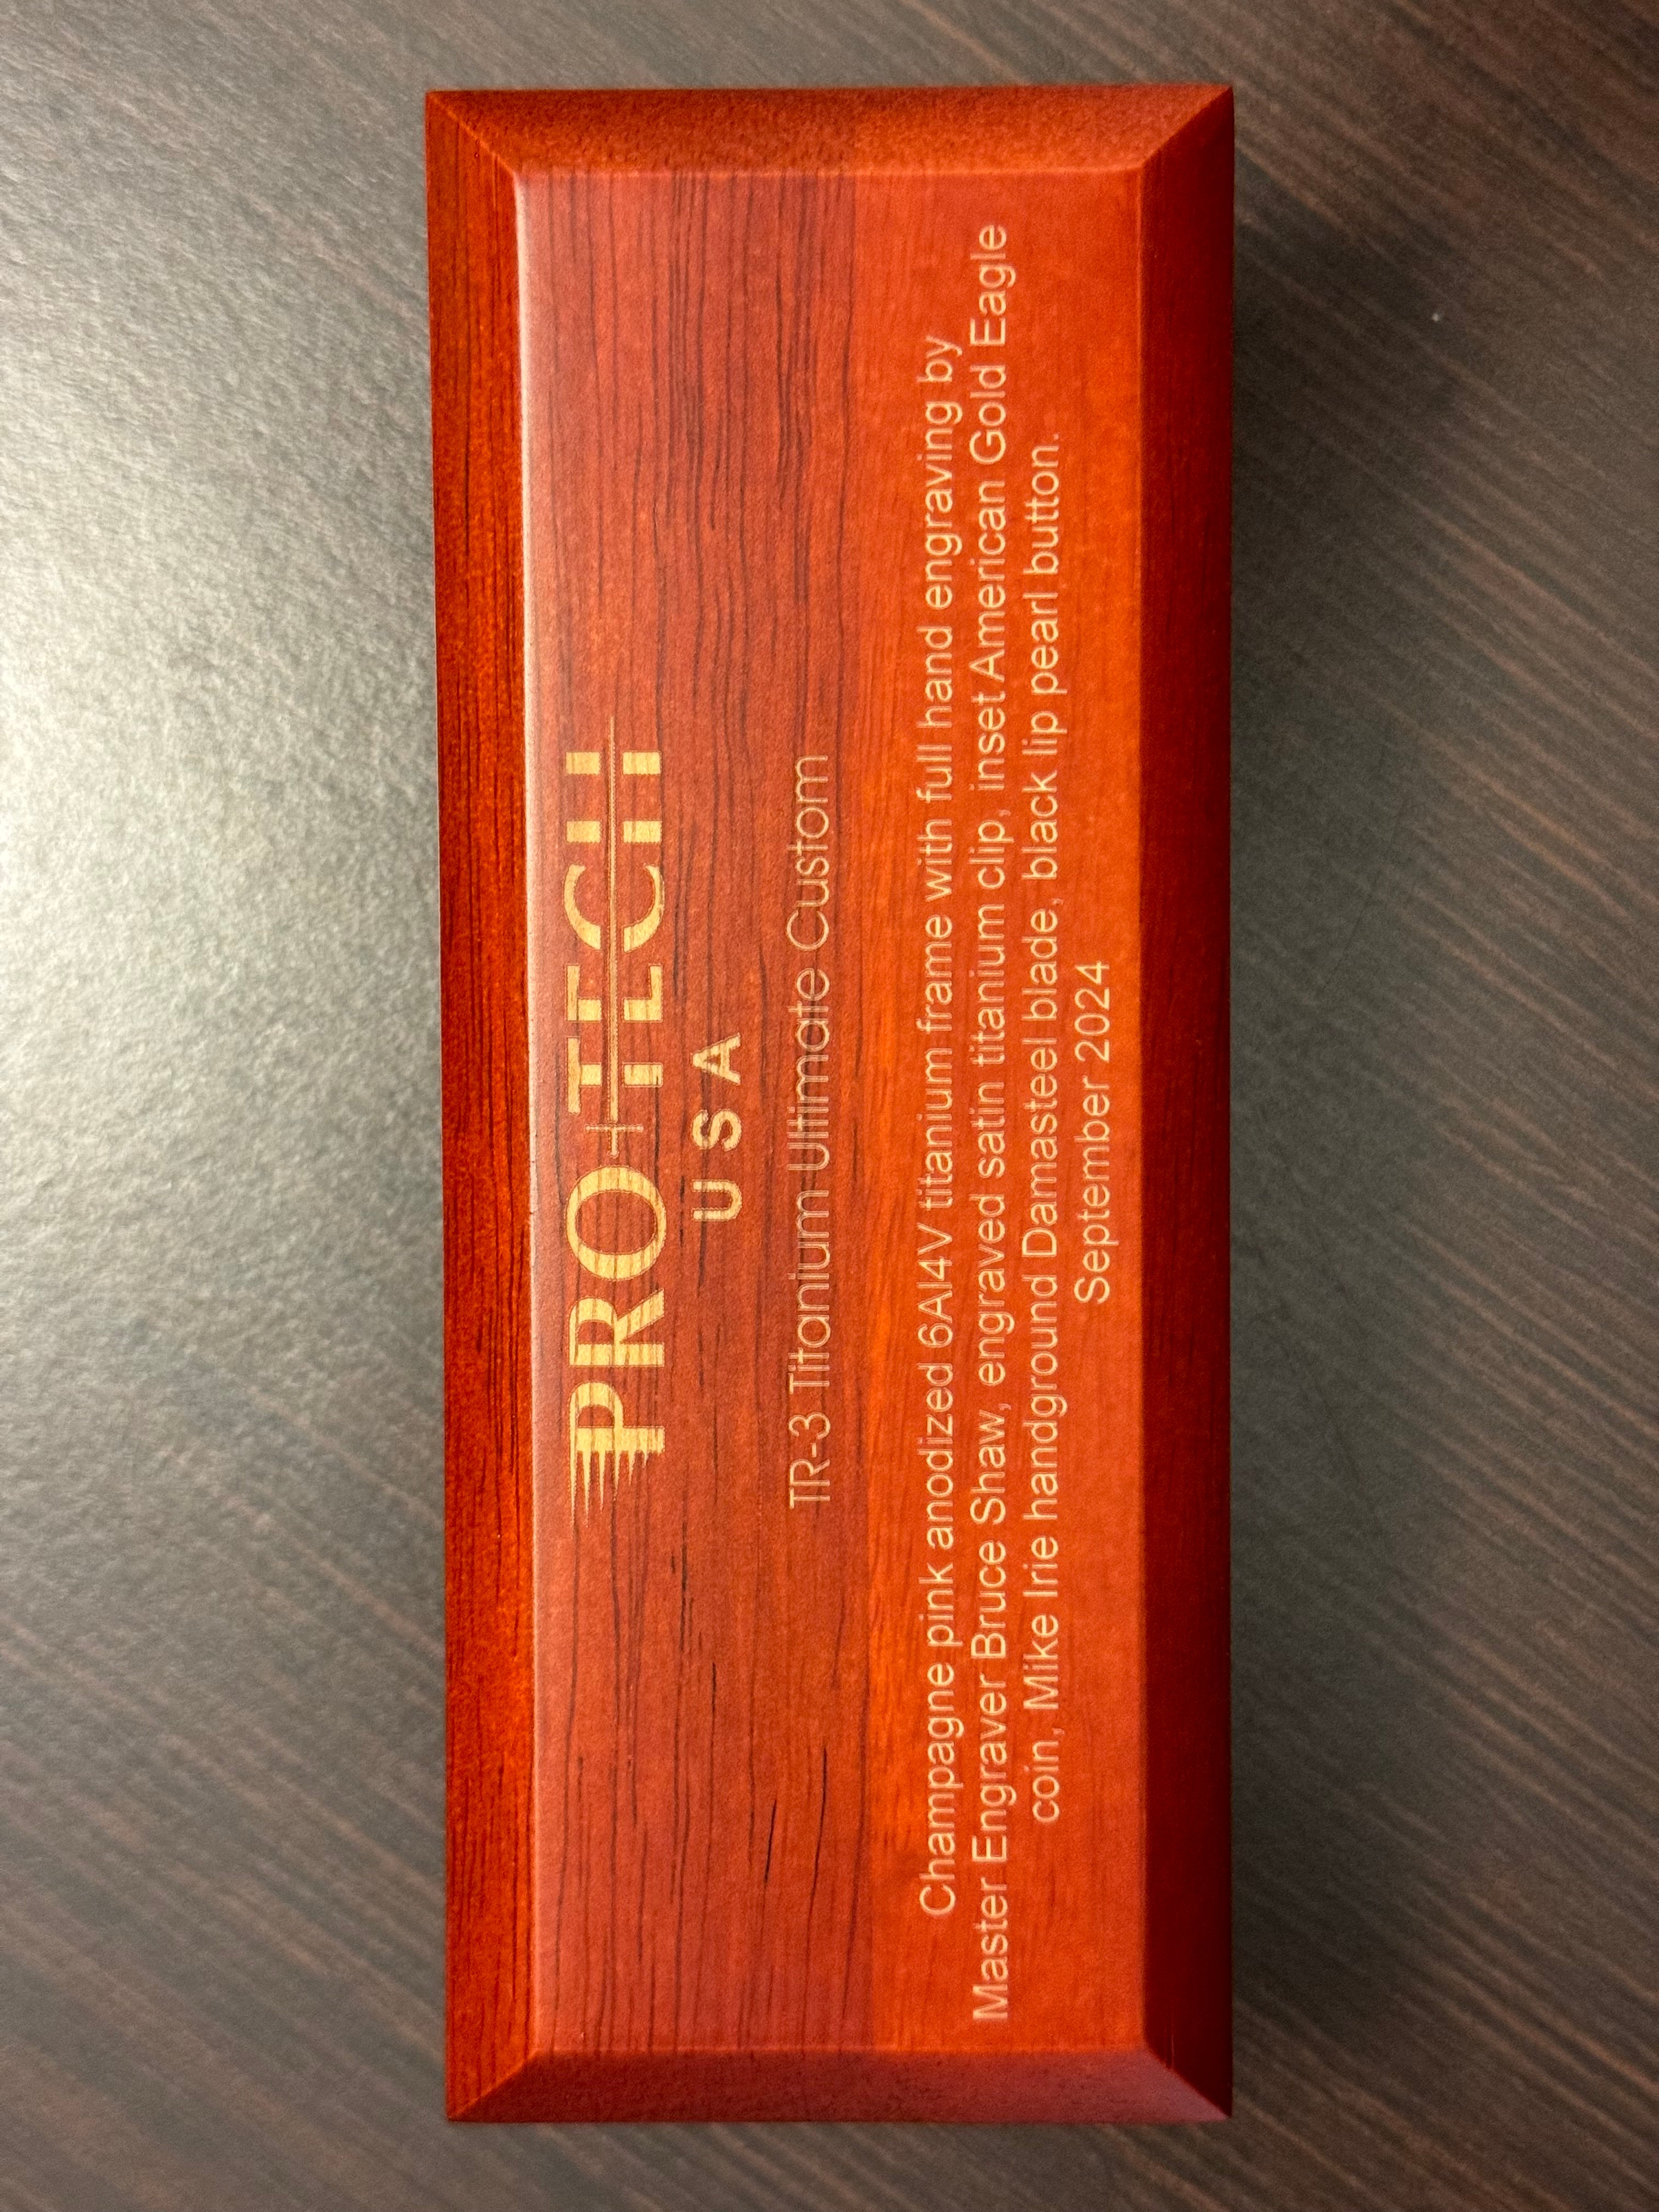 PRO-TECH
USA
TR-3 Titanium Ultimate Custom
Champagne pink anodized 6Al4V titanium frame with full hand engraving by
Master Engraver Bruce Shaw, engraved satin titanium clip, inset American Gold Eagle
coin, Mike Irie handground Damasteel blade, black lip pearl button.
September 2024